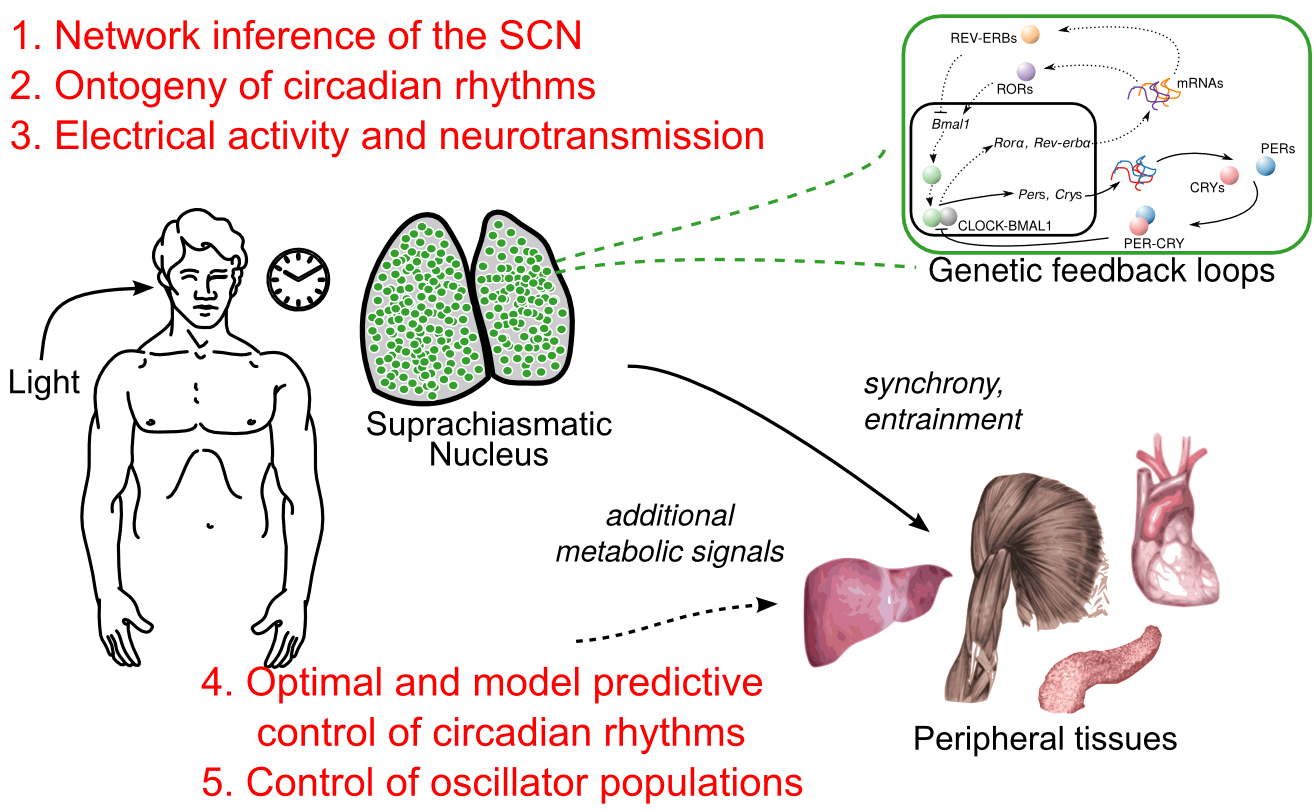 1. Network inference of the SCN
2. Ontogeny of circadian rhythms
3. Electrical activity and neurotransmission
REV-ERBs
RORs
mRNAs
Bmal1
Rorα, Rev-erbα
PERs
CRYs
Pers, Crys
CLOCK-BMAL1
PER-CRY
Genetic feedback loops
Light
Suprachiasmatic
Nucleus
synchrony,
entrainment
additional
metabolic signals
Peripheral tissues
4. Optimal and model predictive
control of circadian rhythms
5. Control of oscillator populations